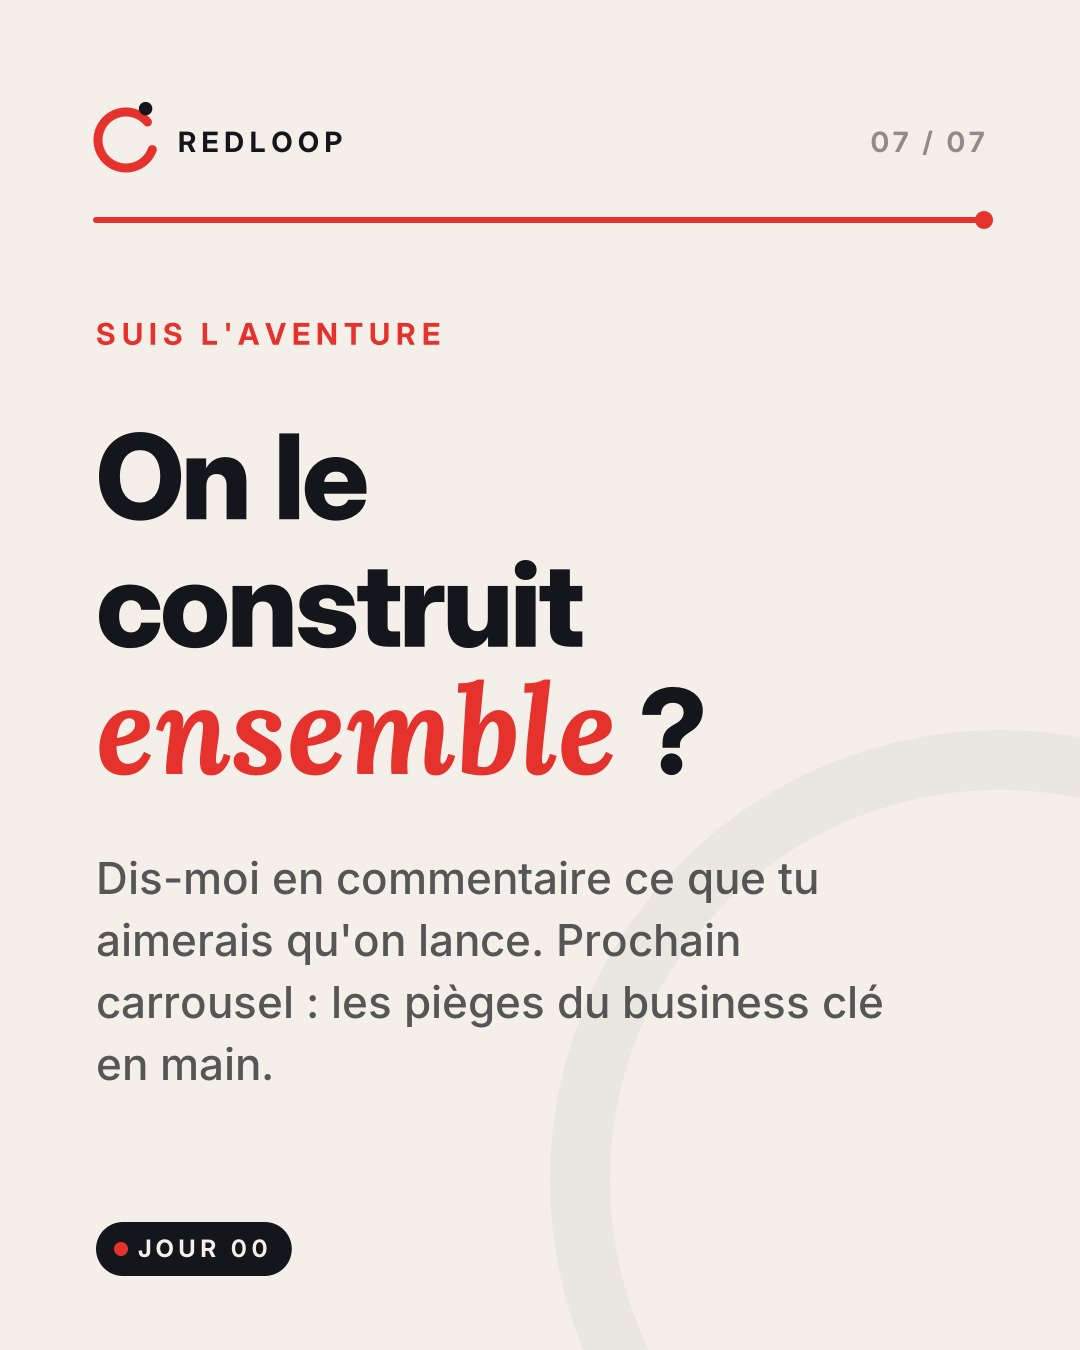 REDLOOP
07 / 07
SUIS L'AVENTURE
On le
construit
ensemble ?
Dis-moi en commentaire ce que tu
aimerais qu'on lance. Prochain
carrousel : les pièges du business clé
en main.
JOUR 00